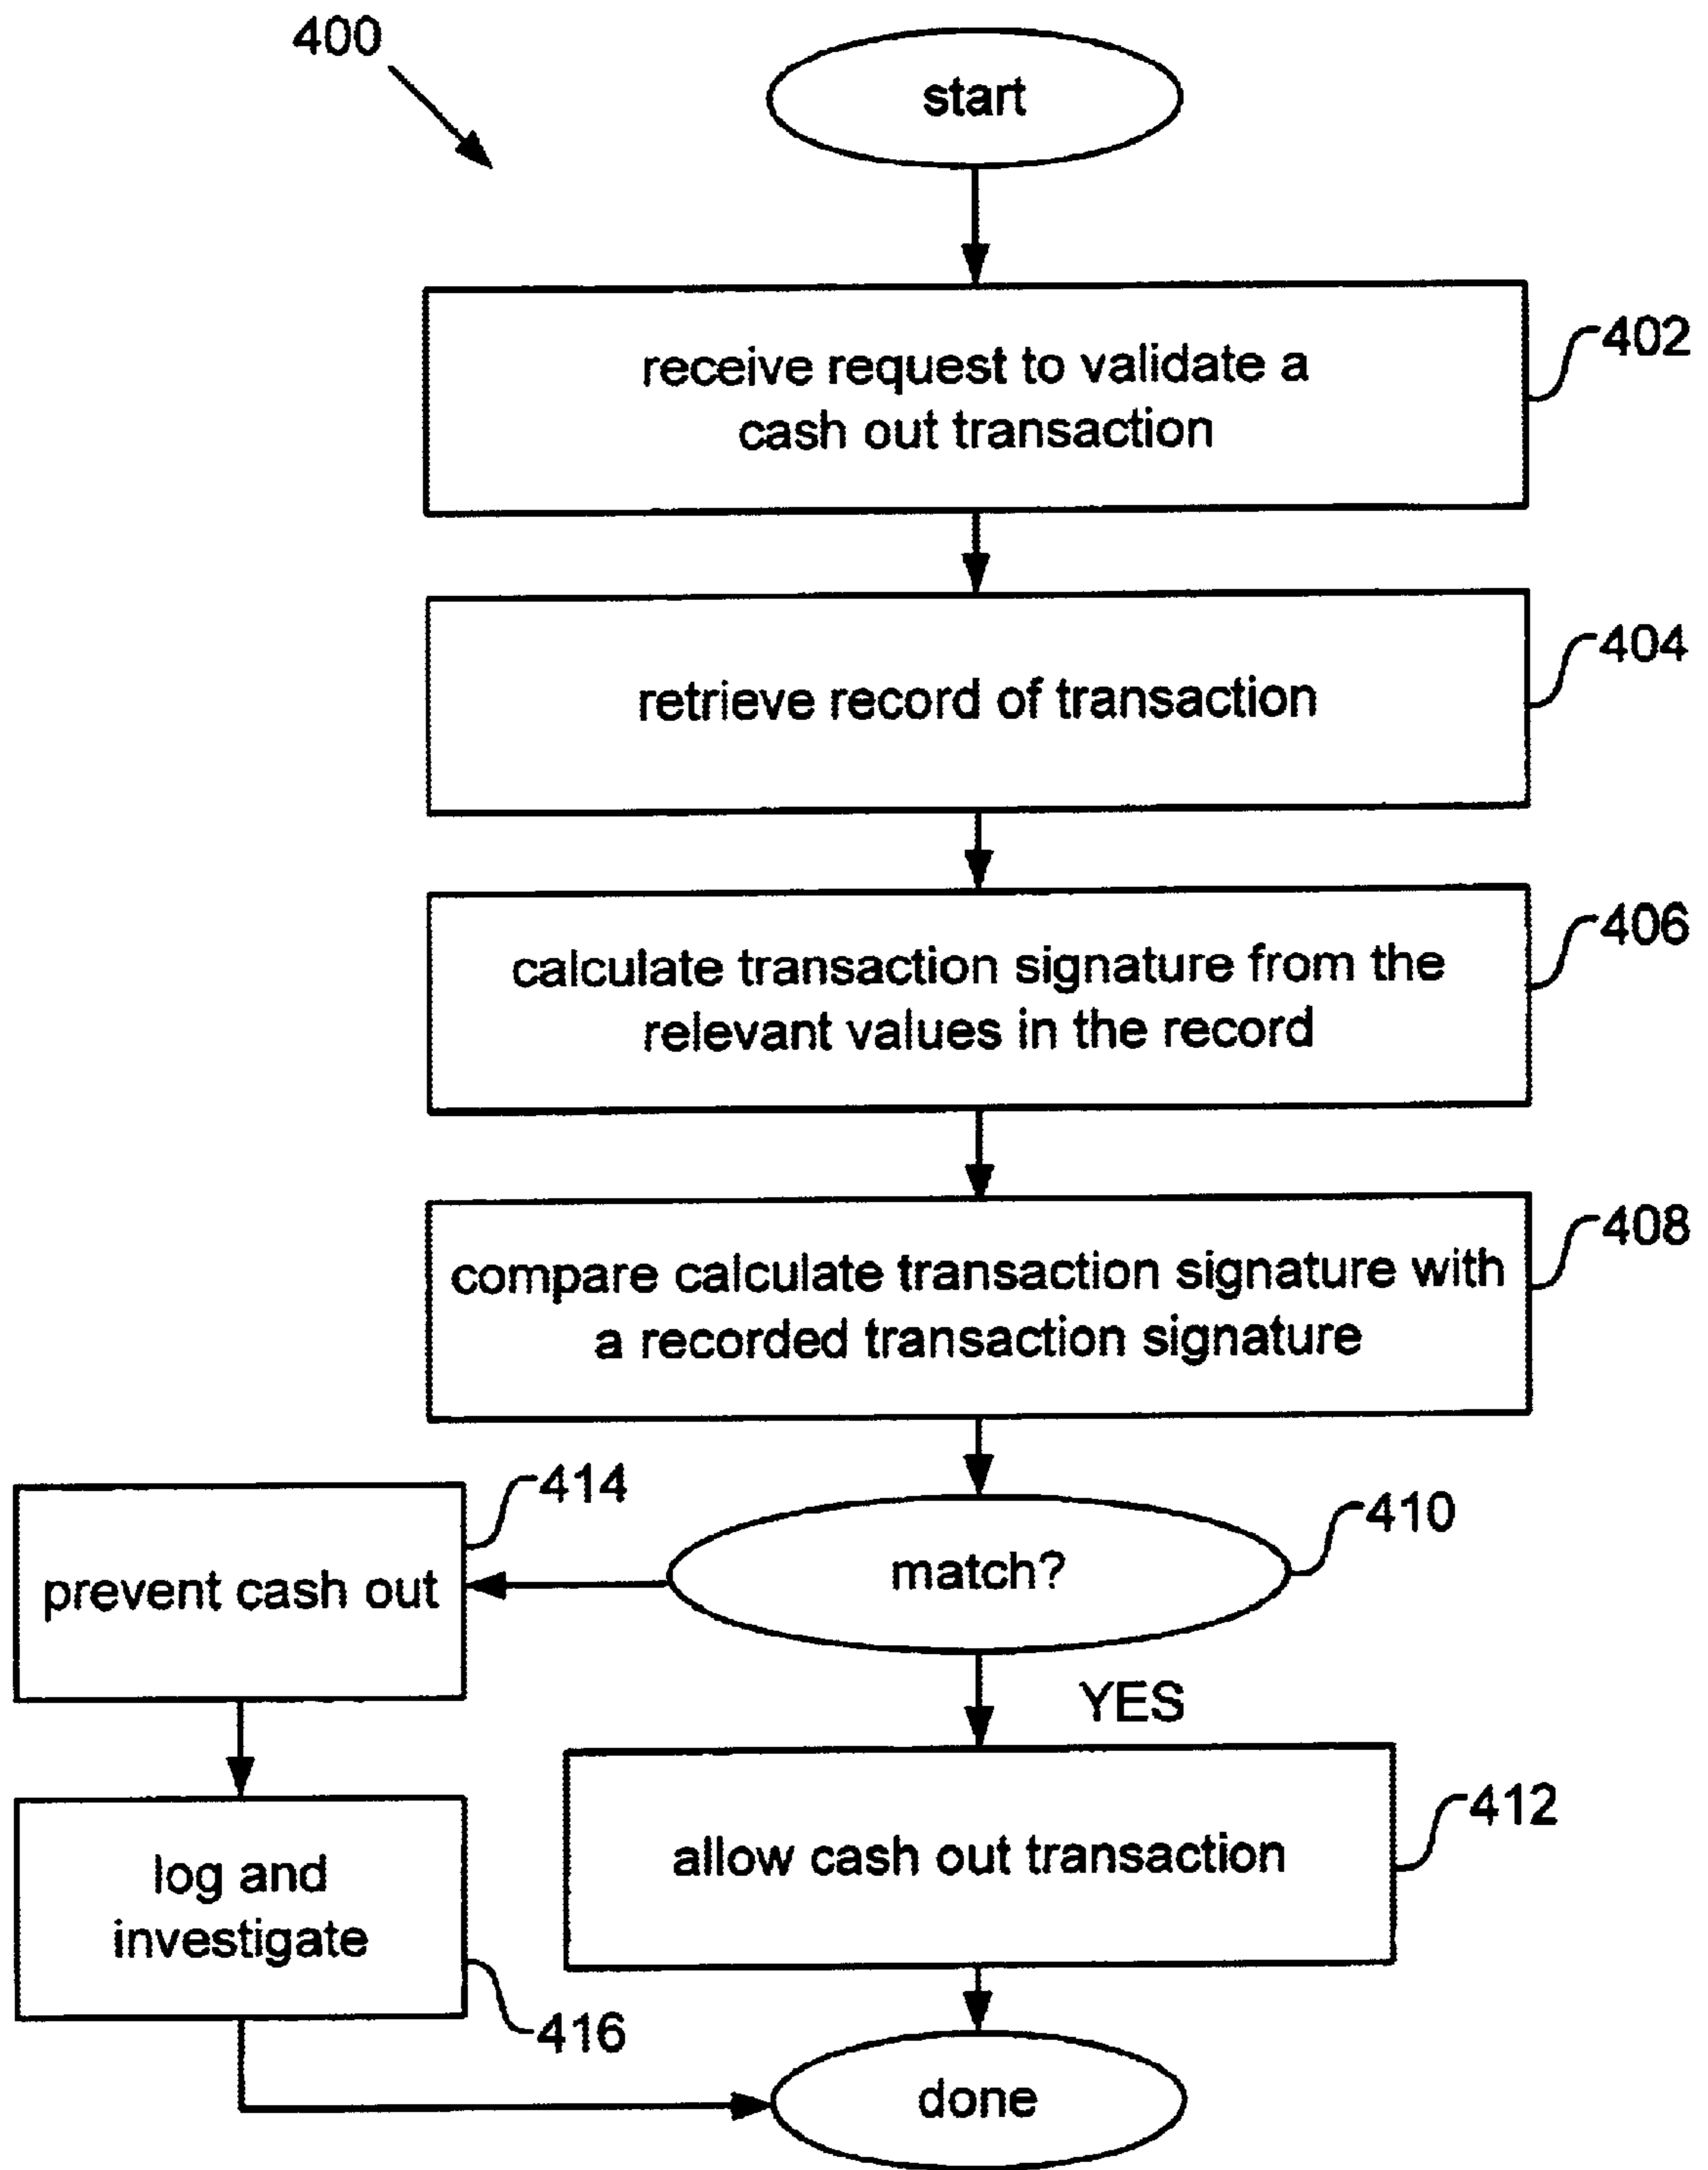 400
start
receive request to validate a
cash out transaction
402
retrieve record of transaction
404
calculate transaction signature from the
relevant values in the record
406
compare calculate transaction signature with
a recorded transaction signature
408
match?
410
prevent cash out
414
YES
allow cash out transaction
412
log and
investigate
416
done